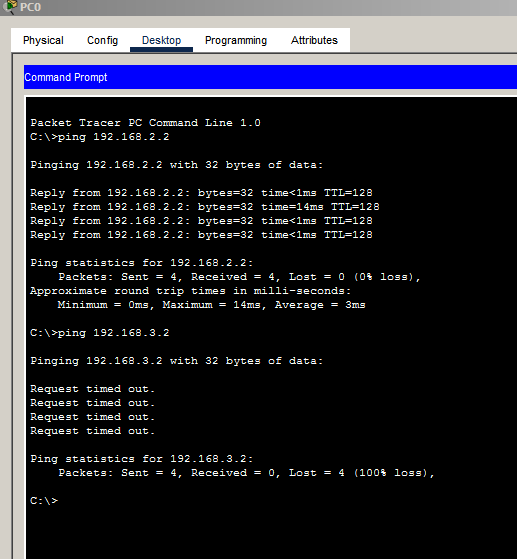 PC0
Physical Config Desktop Programming Attributes
Command Prompt
Packet Tracer PC Command Line 1.0
C:\>ping 192.168.2.2
Pinging 192.168.2.2 with 32 bytes of data:
Reply from 192.168.2.2: bytes=32 time<1ms TTL=128
Reply from 192.168.2.2: bytes=32 time=14ms TTL=128
Reply from 192.168.2.2: bytes=32 time<1ms TTL=128
Reply from 192.168.2.2: bytes=32 time<1ms TTL=128
Ping statistics for 192.168.2.2:
Packets: Sent = 4, Received = 4, Lost = 0 (0% loss),
Approximate round trip times in milli-seconds:
Minimum = 0ms, Maximum = 14ms, Average = 3ms
C:\>ping 192.168.3.2
Pinging 192.168.3.2 with 32 bytes of data:
Request timed out.
Request timed out.
Request timed out.
Request timed out.
Ping statistics for 192.168.3.2:
Packets: Sent = 4, Received = 0, Lost = 4 (100% loss),
C:\>